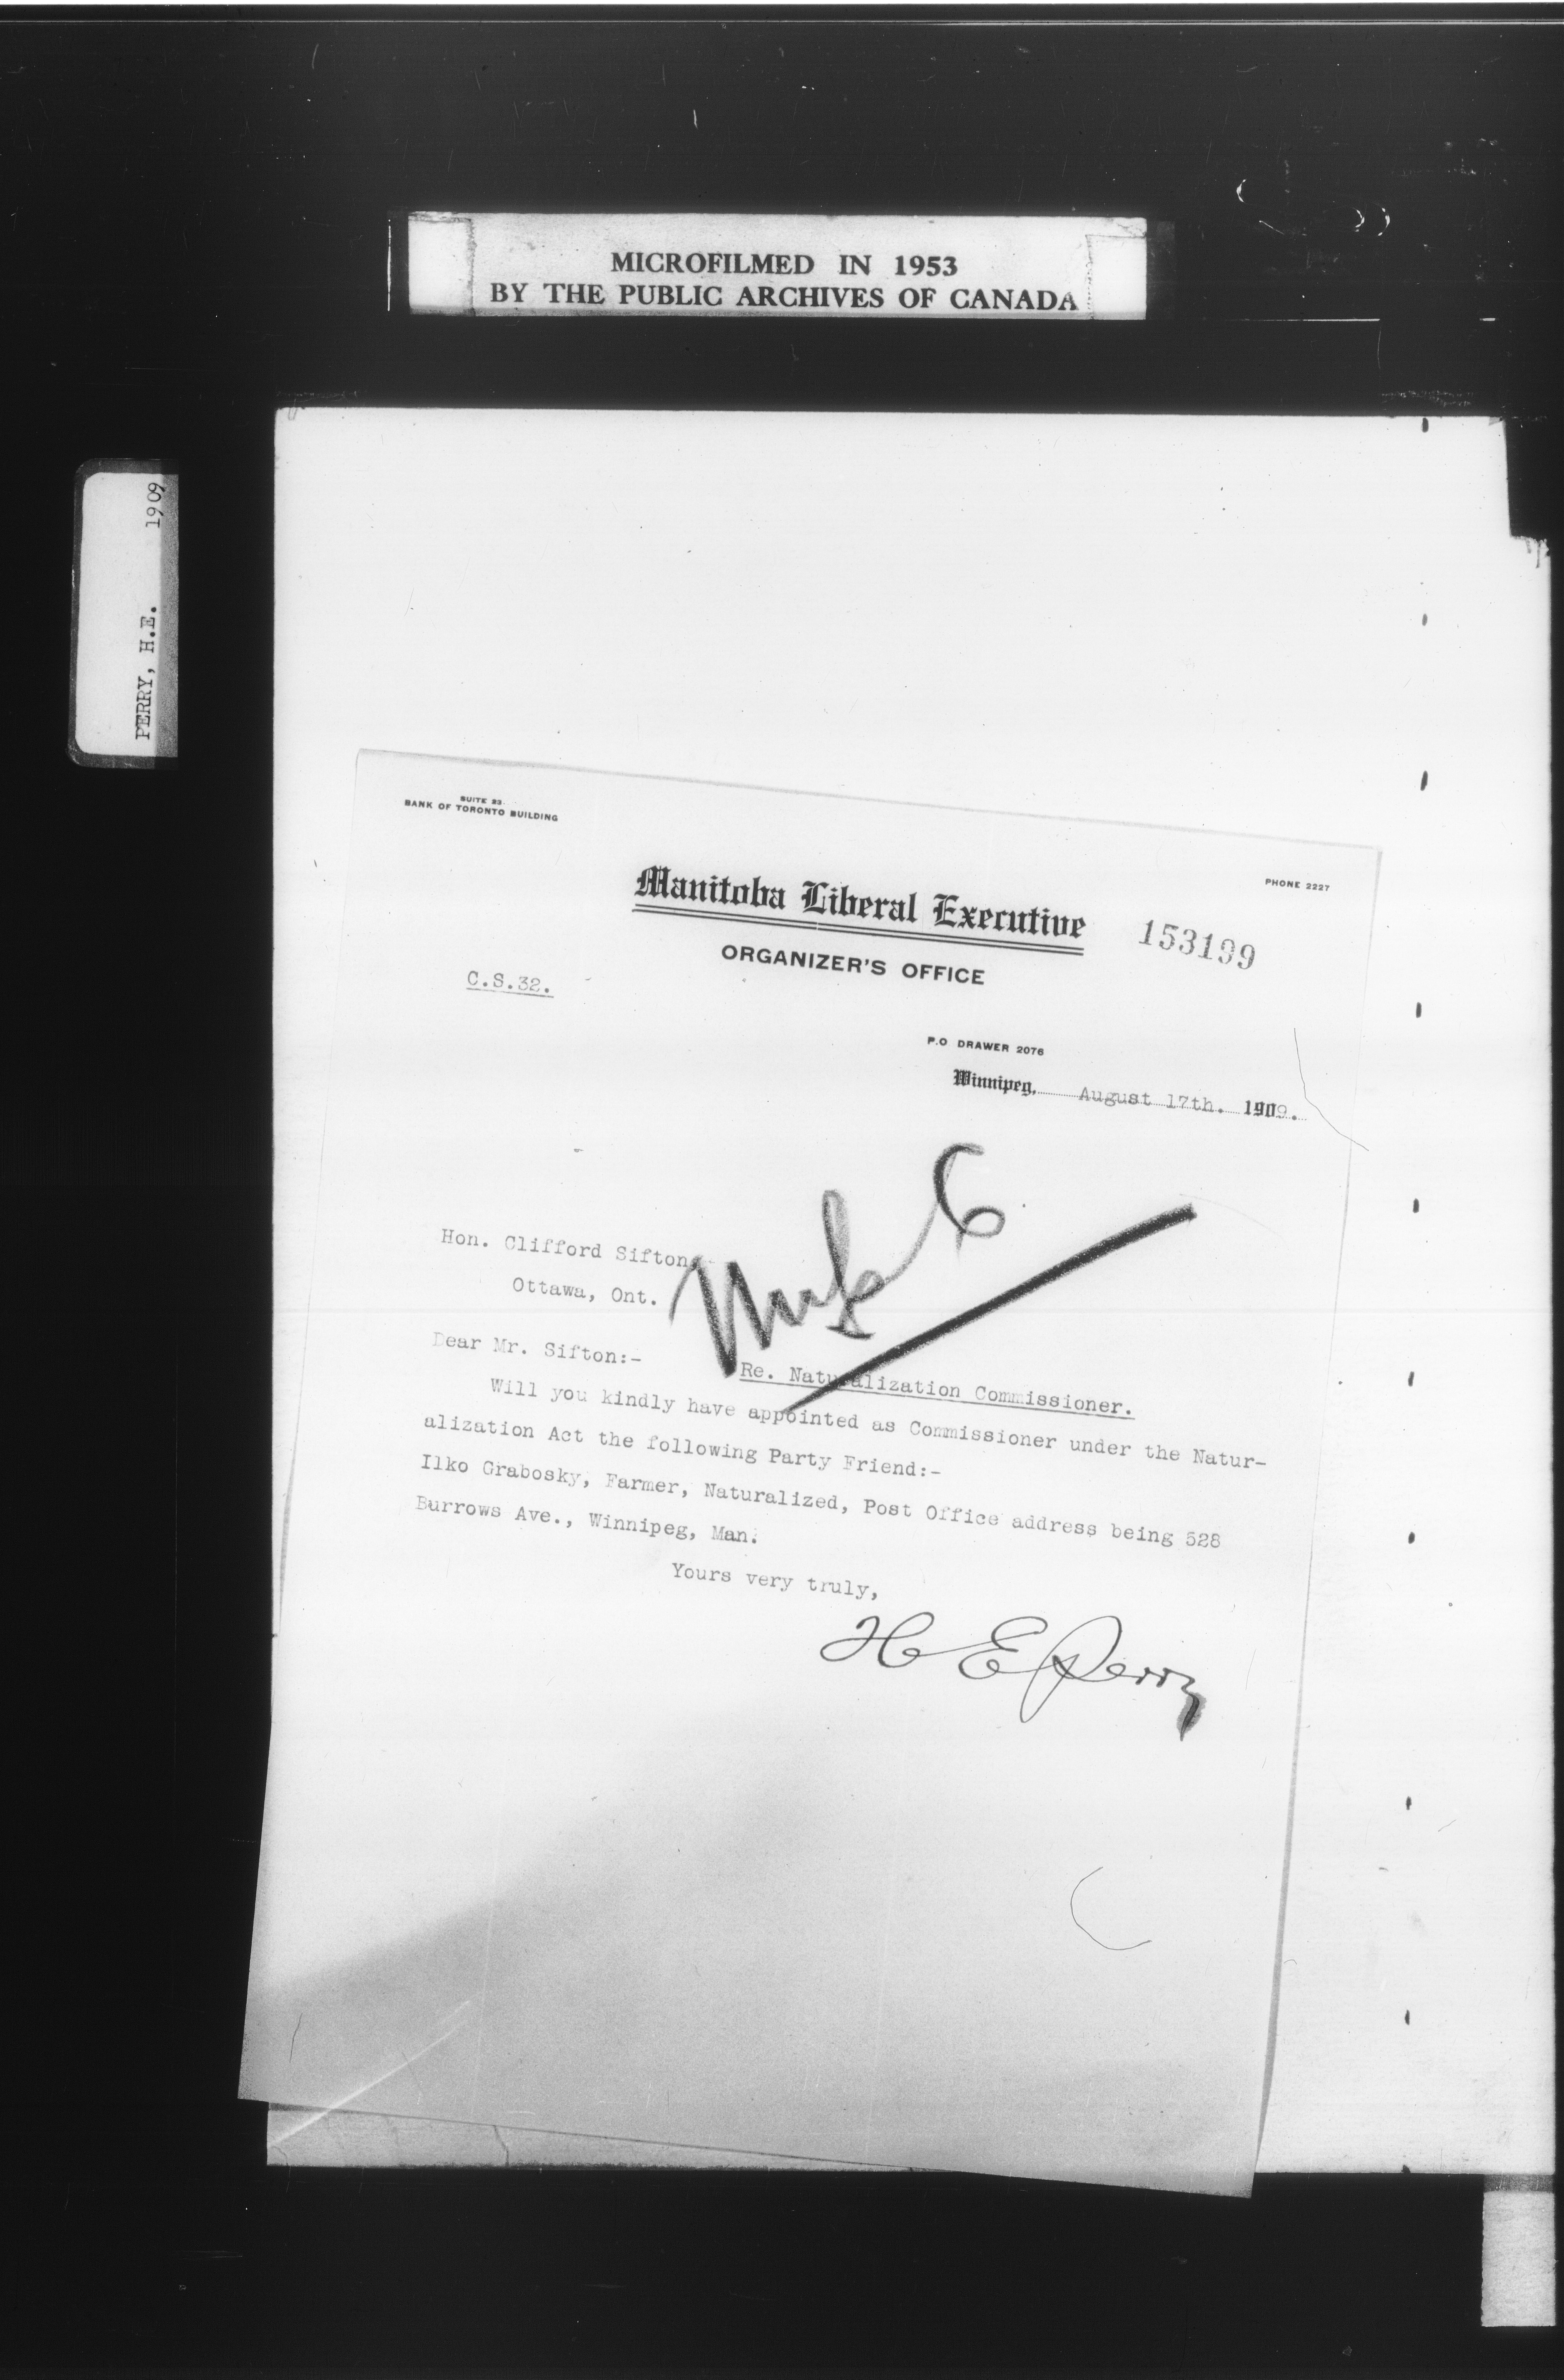 MICROFILMED IN 1953
BY THE PUBLIC ARCHIVES OF CANADA
PERRY, H.E. 1909
SUITE 23.
BANK OF TORONTO BUILDING
PHONE 2227
Manitoba Liberal Executive
153199
ORGANIZER'S OFFICE
C.S.32.
P.O DRAWER 2076
Winnipeg, August 17th. 1909.
Hon. Clifford Sifton,
Ottawa, Ont.
Dear Mr. Sifton:-
Re. Naturalization Commissioner.
Will you kindly have appointed as Commissioner under the Natur-
alization Act the following Party Friend:-
Ilko Grabosky, Farmer, Naturalized, Post Office address being 528
Burrows Ave., Winnipeg, Man.
Yours very truly,
H E Perry